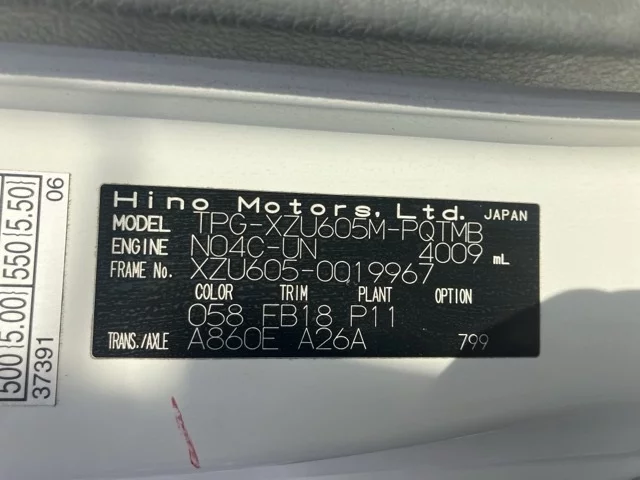 Hino Motors, Ltd. JAPAN
MODEL TPG-XZU605M-PQTMB
ENGINE N04C-UN 4009 mL
FRAME No. XZU605-0019967
COLOR TRIM PLANT OPTION
058 FB18 P11
TRANS./AXLE A860E A26A 799
500(5.00) 550(5.50) 06
37391